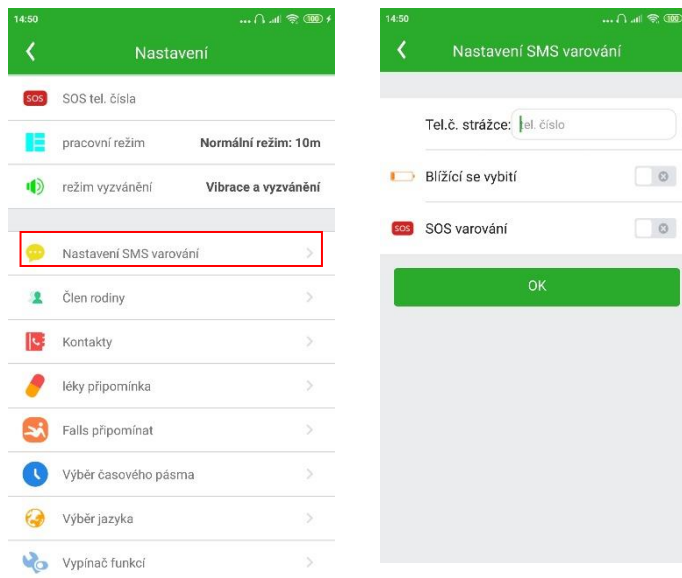 14:50
... 100
Nastavení
SOS SOS tel. čísla
pracovní režim Normální režim: 10m
režim vyzvánění Vibrace a vyzvánění
Nastavení SMS varování
Člen rodiny
Kontakty
léky připomínka
Falls připomínat
Výběr časového pásma
Výběr jazyka
Vypínač funkcí
14:50
... 100
Nastavení SMS varování
Tel.č. strážce: tel. číslo
Blížící se vybití
SOS SOS varování
OK